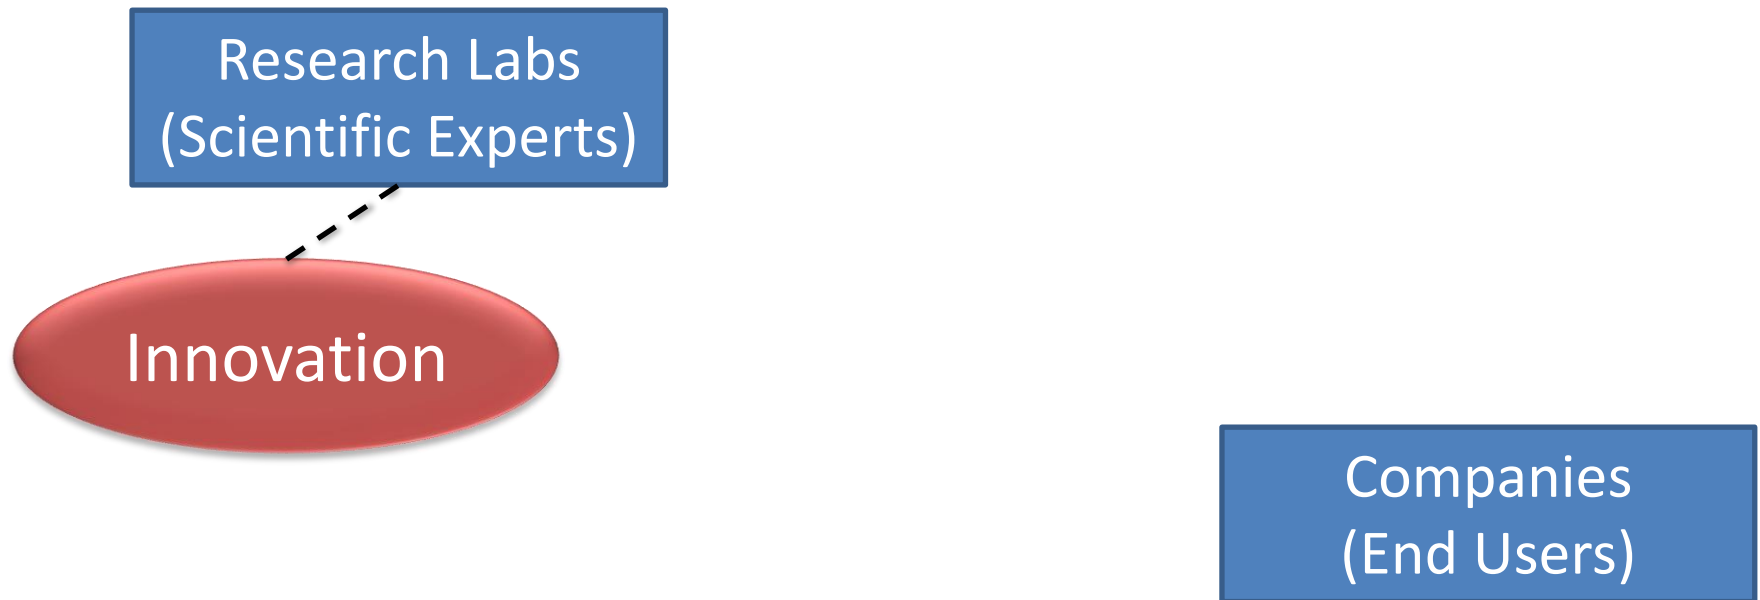 Research Labs
(Scientific Experts)
Innovation
Companies
(End Users)